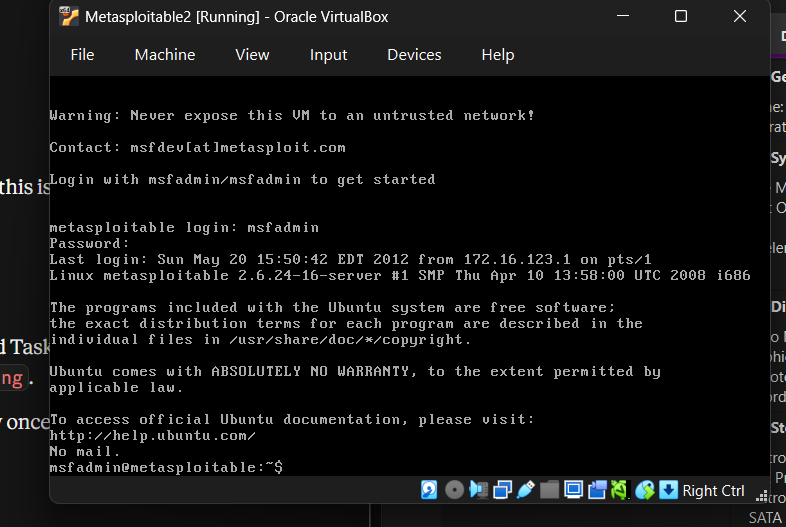 Metasploitable2 [Running] - Oracle VirtualBox
File Machine View Input Devices Help
Warning: Never expose this VM to an untrusted network!
Contact: msfdev[at]metasploit.com
Login with msfadmin/msfadmin to get started
metasploitable login: msfadmin
Password:
Last login: Sun May 20 15:50:42 EDT 2012 from 172.16.123.1 on pts/1
Linux metasploitable 2.6.24-16-server #1 SMP Thu Apr 10 13:58:00 UTC 2008 i686
The programs included with the Ubuntu system are free software;
the exact distribution terms for each program are described in the
individual files in /usr/share/doc/*/copyright.
Ubuntu comes with ABSOLUTELY NO WARRANTY, to the extent permitted by
applicable law.
To access official Ubuntu documentation, please visit:
http://help.ubuntu.com/
No mail.
msfadmin@metasploitable:~$
Right Ctrl
this is
d Task
ng.
once
SATA